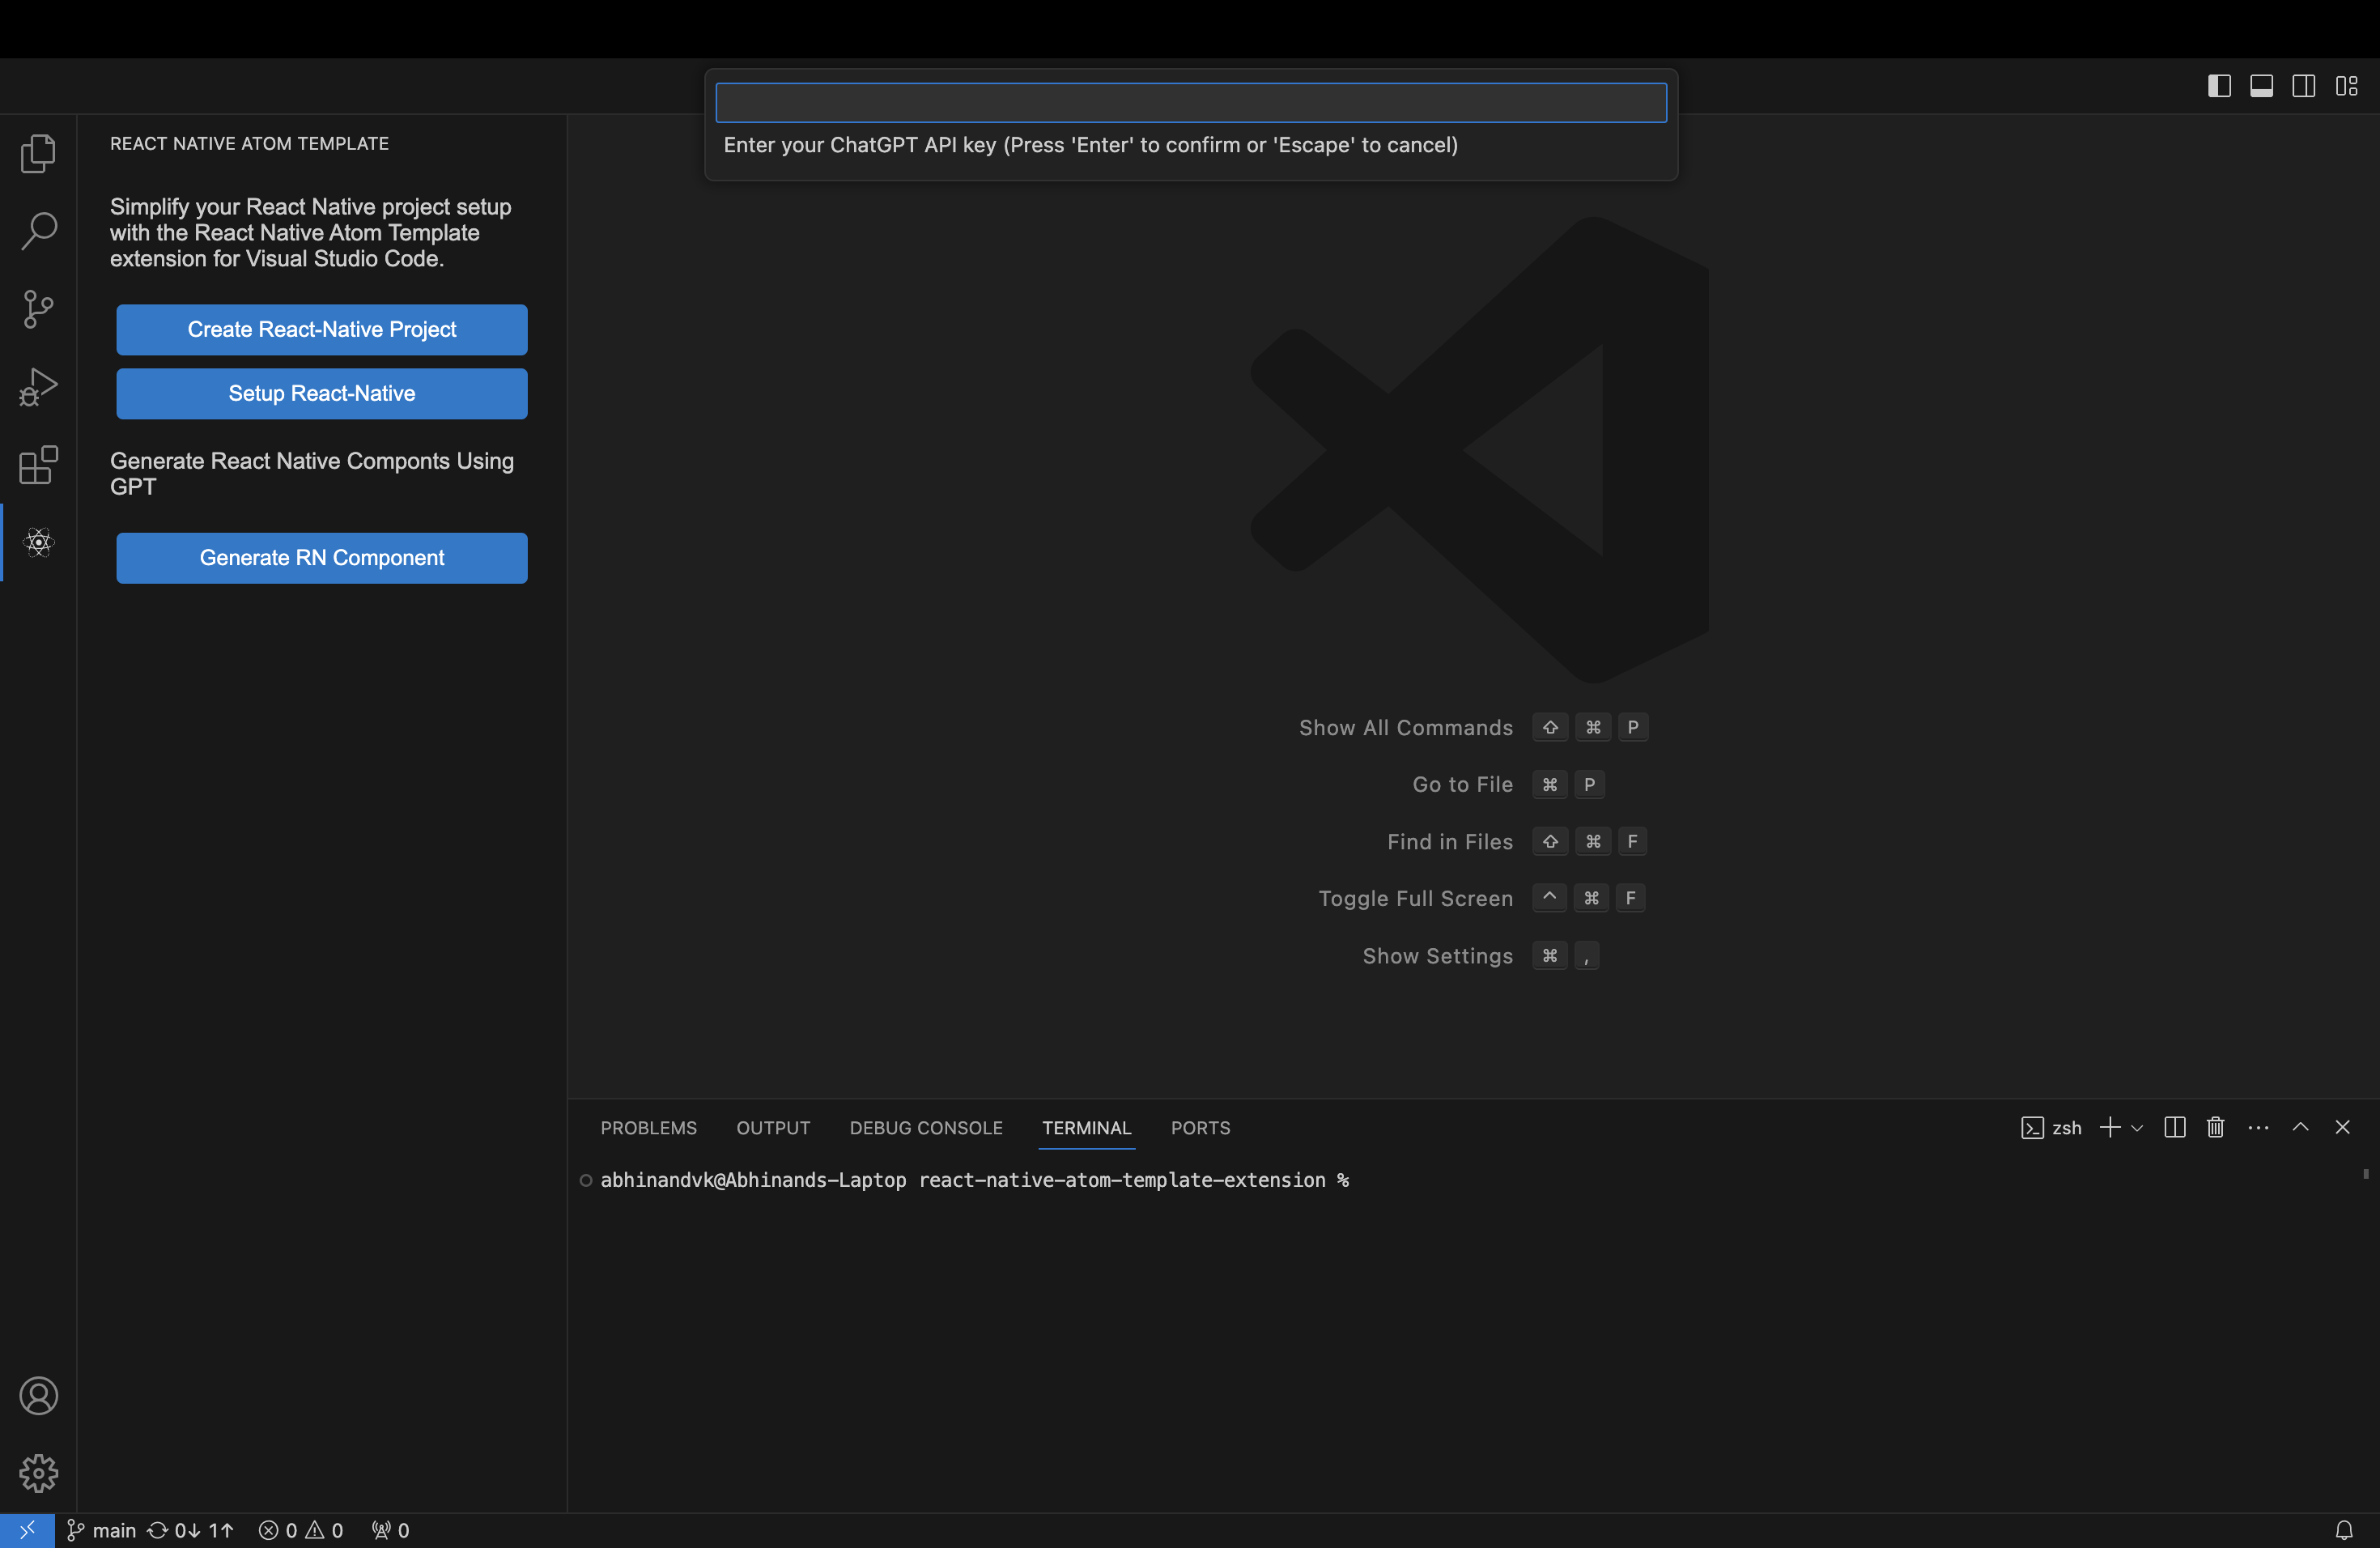 Enter your ChatGPT API key (Press 'Enter' to confirm or 'Escape' to cancel)
REACT NATIVE ATOM TEMPLATE
Simplify your React Native project setup
with the React Native Atom Template
extension for Visual Studio Code.
Create React-Native Project
Setup React-Native
Generate React Native Componts Using
GPT
Generate RN Component
Show All Commands ⇧ ⌘ P
Go to File ⌘ P
Find in Files ⇧ ⌘ F
Toggle Full Screen ^ ⌘ F
Show Settings ⌘ ,
PROBLEMS OUTPUT DEBUG CONSOLE TERMINAL PORTS zsh
abhinandvk@Abhinands-Laptop react-native-atom-template-extension %
main 0↓ 1↑ 0 0 0